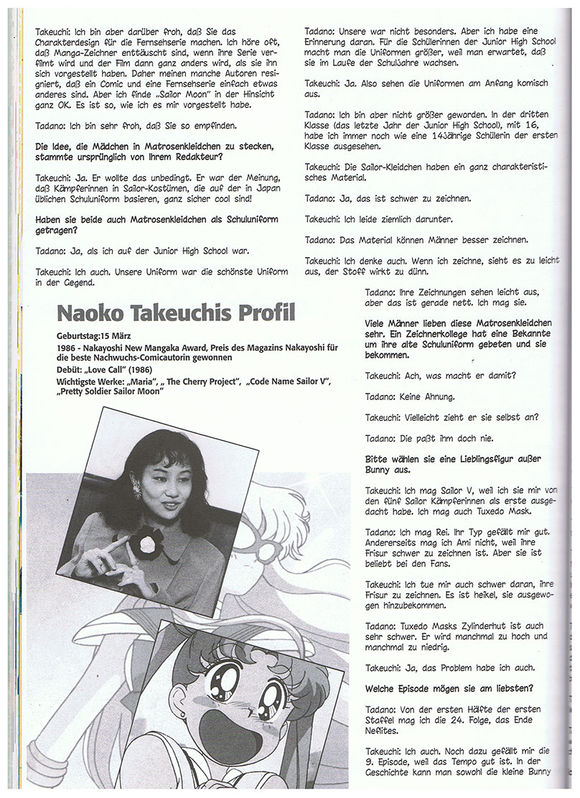 Takeuchi: Ich bin aber darüber froh, daß Sie das
Charakterdesign für die Fernsehserie machen. Ich höre oft,
daß Manga-Zeichner enttäuscht sind, wenn ihre Serie ver-
filmt wird und der Film dann ganz anders wird, als sie ihn
sich vorgestellt haben. Daher meinen manche Autoren resi-
gniert, daß ein Comic und eine Fernsehserie einfach etwas
anderes sind. Aber ich finde „Sailor Moon" in der Hinsicht
ganz OK. Es ist so, wie ich es mir vorgestellt habe.
Tadano: Ich bin sehr froh, daß Sie so empfinden.
Die Idee, die Mädchen in Matrosenkleidchen zu stecken,
stammte ursprünglich von Ihrem Redakteur?
Takeuchi: Ja. Er wollte das unbedingt. Er war der Meinung,
daß Kämpferinnen in Sailor-Kostümen, die auf der in Japan
üblichen Schuluniform basieren, ganz sicher cool sind!
Haben sie beide auch Matrosenkleidchen als Schuluniform
getragen?
Tadano: Ja, als ich auf der Junior High School war.
Takeuchi: Ich auch. Unsere Uniform war die schönste Uniform
in der Gegend.
Naoko Takeuchis Profil
Geburtstag:15 März
1986 - Nakayoshi New Mangaka Award, Preis des Magazins Nakayoshi für
die beste Nachwuchs-Comicautorin gewonnen
Debüt: „Love Call" (1986)
Wichtigste Werke: „Maria", „ The Cherry Project", „Code Name Sailor V",
„Pretty Soldier Sailor Moon"
Tadano: Unsere war nicht besonders. Aber ich habe eine
Erinnerung daran. Für die Schülerinnen der Junior High School
macht man die Uniformen größer, weil man erwartet, daß
sie im Laufe der Schuljahre wachsen.
Takeuchi: Ja. Also sehen die Uniformen am Anfang komisch
aus.
Tadano: Ich bin aber nicht größer geworden. In der dritten
Klasse (das letzte Jahr der Junior High School), mit 16,
habe ich immer noch wie eine 14Jährige Schülerin der ersten
Klasse ausgesehen.
Takeuchi: Die Sailor-Kleidchen haben ein ganz charakteristi-
sches Material.
Tadano: Ja, das ist schwer zu zeichnen.
Takeuchi: Ich leide ziemlich darunter.
Tadano: Das Material können Männer besser zeichnen.
Takeuchi: Ich denke auch. Wenn ich zeichne, sieht es zu leicht
aus, der Stoff wirkt zu dünn.
Tadano: Ihre Zeichnungen sehen leicht aus,
aber das ist gerade nett. Ich mag sie.
Viele Männer lieben diese Matrosenkleidchen
sehr. Ein Zeichnerkollege hat eine Bekannte
um ihre alte Schuluniform gebeten und sie
bekommen.
Takeuchi: Ach, was macht er damit?
Tadano: Keine Ahnung.
Takeuchi: Vielleicht zieht er sie selbst an?
Tadano: Die paßt ihm doch nie.
Bitte wählen sie eine Lieblingsfigur außer
Bunny aus.
Takeuchi: Ich mag Sailor V, weil ich sie mir von
den fünf Sailor Kämpferinnen als erste ausge-
dacht habe. Ich mag auch Tuxedo Mask.
Tadano: Ich mag Rei. Ihr Typ gefällt mir gut.
Andererseits mag ich Ami nicht, weil ihre
Frisur schwer zu zeichnen ist. Aber sie ist
beliebt bei den Fans.
Takeuchi: Ich tue mir auch schwer daran, ihre
Frisur zu zeichnen. Es ist heikel, sie ausgewo-
gen hinzubekommen.
Tadano: Tuxedo Masks Zylinderhut ist auch
sehr schwer. Er wird manchmal zu hoch und
manchmal zu niedrig.
Takeuchi: Ja, das Problem habe ich auch.
Welche Episode mögen sie am liebsten?
Tadano: Von der ersten Hälfte der ersten
Staffel mag ich die 24. Folge, das Ende
Neflites.
Takeuchi: Ich auch. Noch dazu gefällt mir die
9. Episode, weil das Tempo gut ist. In der
Geschichte kann man sowohl die kleine Bunny